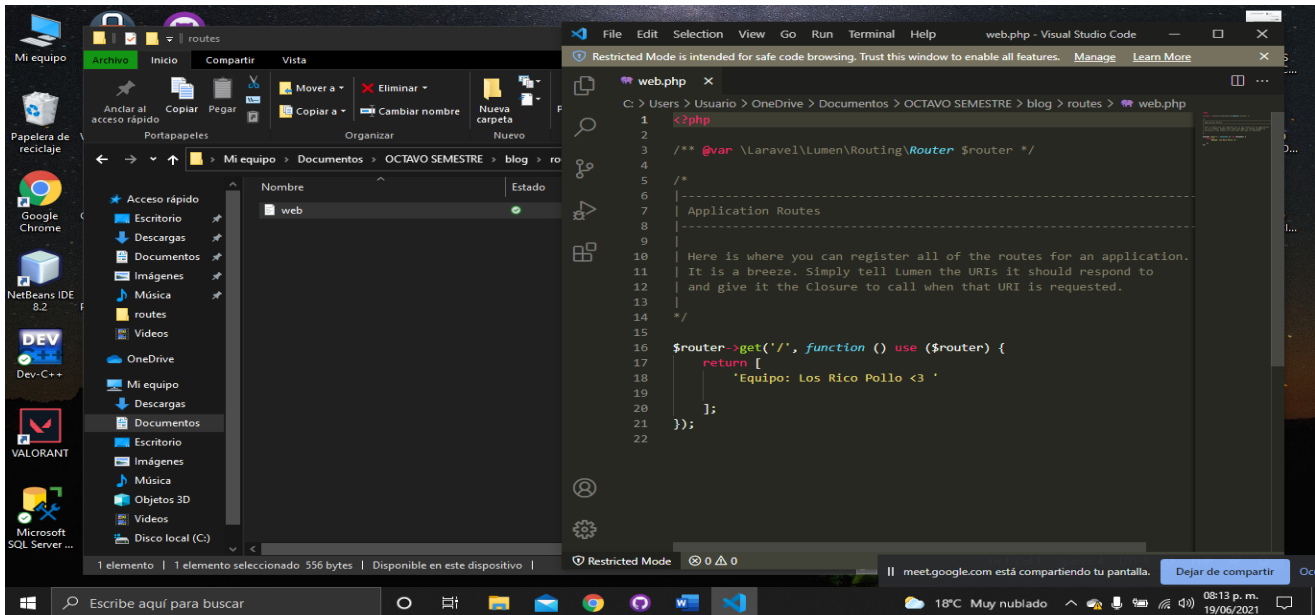 Mi equipo
Papelera de
reciclaje
Google
Chrome
NetBeans IDE
8.2
DEV
C++
Dev-C++
VALORANT
Microsoft
SQL Server ...
routes
Archivo Inicio Compartir Vista
Anclar al
acceso rápido
Copiar
Pegar
Mover a
Copiar a
Eliminar
Cambiar nombre
Nueva
carpeta
Portapapeles Organizar Nuevo
> Mi equipo > Documentos > OCTAVO SEMESTRE > blog > ro
Nombre Estado
web
Acceso rápido
Escritorio
Descargas
Documentos
Imágenes
Música
routes
Videos
OneDrive
Mi equipo
Descargas
Documentos
Escritorio
Imágenes
Música
Objetos 3D
Videos
Disco local (C:)
1 elemento | 1 elemento seleccionado 556 bytes | Disponible en este dispositivo |
File Edit Selection View Go Run Terminal Help web.php - Visual Studio Code
Restricted Mode is intended for safe code browsing. Trust this window to enable all features. Manage Learn More
web.php
C: > Users > Usuario > OneDrive > Documentos > OCTAVO SEMESTRE > blog > routes > web.php
1 <?php
2
3 /** @var \Laravel\Lumen\Routing\Router $router */
4
5 /*
6 |--------------------------------------------------------------------------
7 | Application Routes
8 |--------------------------------------------------------------------------
9 |
10 | Here is where you can register all of the routes for an application.
11 | It is a breeze. Simply tell Lumen the URIs it should respond to
12 | and give it the Closure to call when that URI is requested.
13 |
14 */
15
16 $router->get('/', function () use ($router) {
17 return [
18 'Equipo: Los Rico Pollo <3 '
19
20 ];
21 });
22
Restricted Mode 0 0
meet.google.com está compartiendo tu pantalla. Dejar de compartir Oc
Escribe aquí para buscar
18°C Muy nublado
08:13 p. m.
19/06/2021